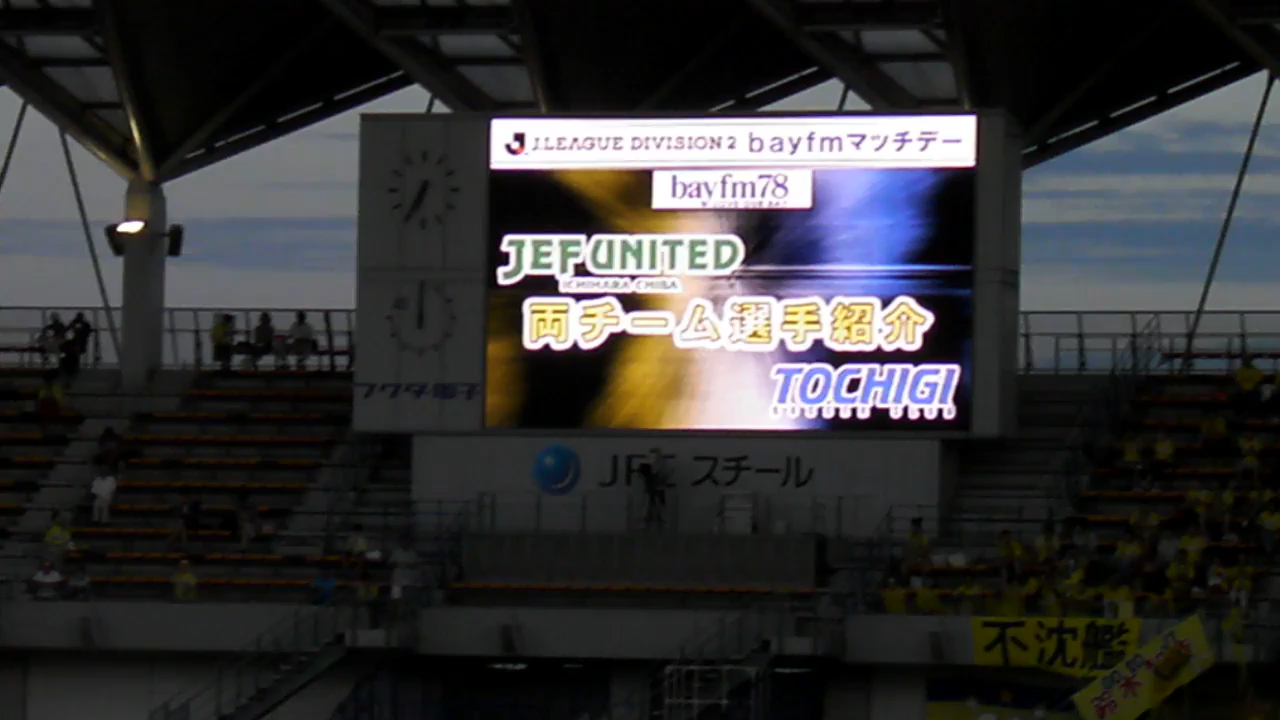 J.LEAGUE DIVISION 2 bayfmマッチデー
bayfm78
JEF UNITED
ICHIHARA CHIBA
両チーム選手紹介
TOCHIGI
フクダ電子
JFE スチール
不沈艦